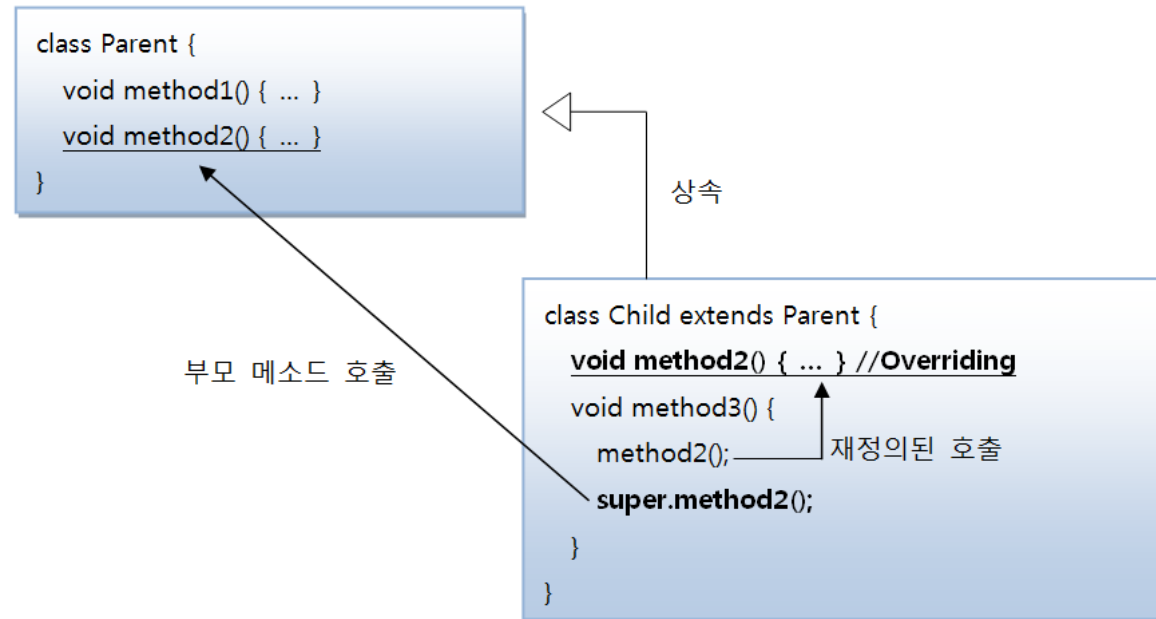 class Parent {
void method1() { ... }
void method2() { ... }
}
상속
부모 메소드 호출
class Child extends Parent {
void method2() { ... } //Overriding
void method3() {
method2();
재정의된 호출
super.method2();
}
}